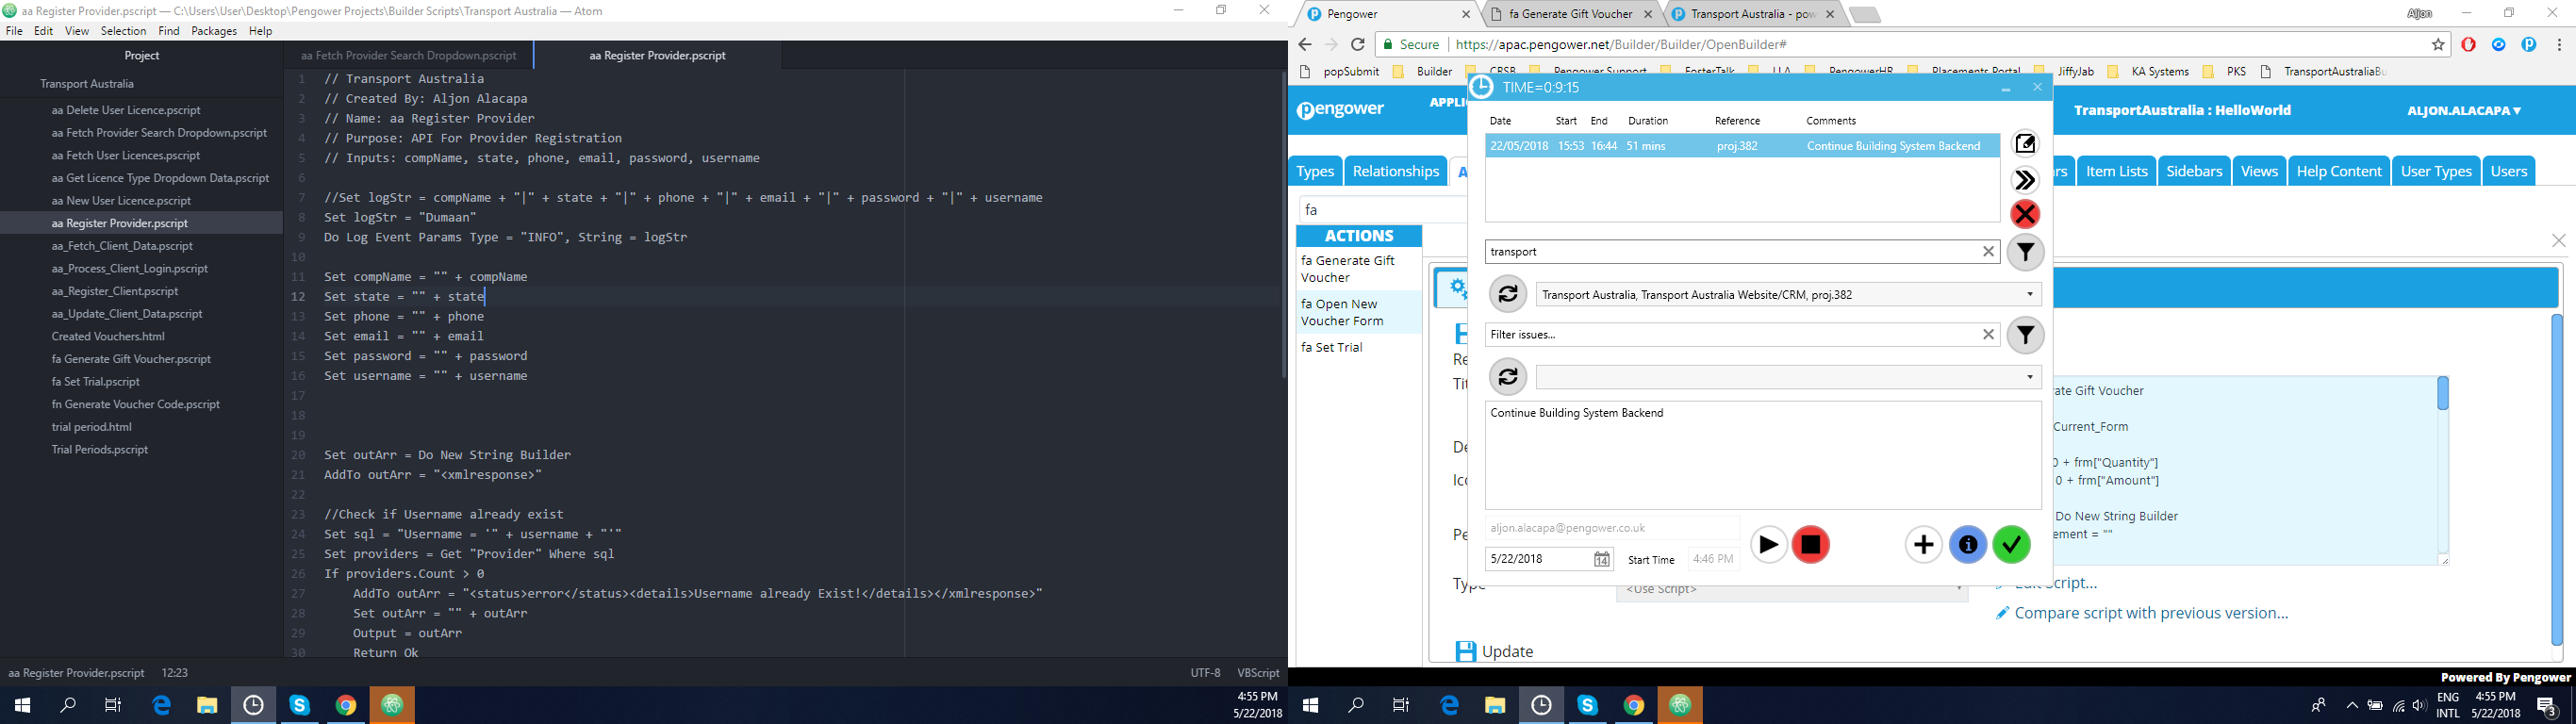 aa Register Provider.pscript — C:\Users\User\Desktop\Pengower Projects\Builder Scripts\Transport Australia — Atom
File Edit View Selection Find Packages Help
Project
Transport Australia
aa Delete User Licence.pscript
aa Fetch Provider Search Dropdown.pscript
aa Fetch User Licences.pscript
aa Get Licence Type Dropdown Data.pscript
aa New User Licence.pscript
aa Register Provider.pscript
aa_Fetch_Client_Data.pscript
aa_Process_Client_Login.pscript
aa_Register_Client.pscript
aa_Update_Client_Data.pscript
Created Vouchers.html
fa Generate Gift Voucher.pscript
fa Set Trial.pscript
fn Generate Voucher Code.pscript
trial period.html
Trial Periods.pscript
aa Fetch Provider Search Dropdown.pscript
aa Register Provider.pscript
1 // Transport Australia
2 // Created By: Aljon Alacapa
3 // Name: aa Register Provider
4 // Purpose: API For Provider Registration
5 // Inputs: compName, state, phone, email, password, username
6
7 //Set logStr = compName + "|" + state + "|" + phone + "|" + email + "|" + password + "|" + username
8 Set logStr = "Dumaan"
9 Do Log Event Params Type = "INFO", String = logStr
10
11 Set compName = "" + compName
12 Set state = "" + state
13 Set phone = "" + phone
14 Set email = "" + email
15 Set password = "" + password
16 Set username = "" + username
17
18
19
20 Set outArr = Do New String Builder
21 AddTo outArr = "<xmlresponse>"
22
23 //Check if Username already exist
24 Set sql = "Username = '" + username + "'"
25 Set providers = Get "Provider" Where sql
26 If providers.Count > 0
27 AddTo outArr = "<status>error</status><details>Username already Exist!</details></xmlresponse>"
28 Set outArr = "" + outArr
29 Output = outArr
30 Return Ok
aa Register Provider.pscript 12:23
UTF-8 VBScript
4:55 PM
5/22/2018
Pengower
fa Generate Gift Voucher
Transport Australia - pow
Aljon
Secure https://apac.pengower.net/Builder/Builder/OpenBuilder#
popSubmit Builder CRSB Pengower Support FosterTalk LLA PengowerHR Placements Portal JiffyJab KA Systems PKS TransportAustraliaBu
pengower
APPLI
TransportAustralia : HelloWorld
ALJON.ALACAPA
Types Relationships A
rs Item Lists Sidebars Views Help Content User Types Users
fa
ACTIONS
fa Generate Gift
Voucher
fa Open New
Voucher Form
fa Set Trial
TIME=0:9:15
Date Start End Duration Reference Comments
22/05/2018 15:53 16:44 51 mins proj.382 Continue Building System Backend
transport
Transport Australia, Transport Australia Website/CRM, proj.382
Filter issues...
Continue Building System Backend
aljon.alacapa@pengower.co.uk
5/22/2018 14 Start Time 4:46 PM
Re
Tit
De
Ico
Pe
Type
<Use Script>
ate Gift Voucher
Current_Form
0 + frm["Quantity"]
0 + frm["Amount"]
Do New String Builder
ement = ""
Edit Script...
Compare script with previous version...
Update
Powered By Pengower
ENG
INTL
4:55 PM
5/22/2018
3